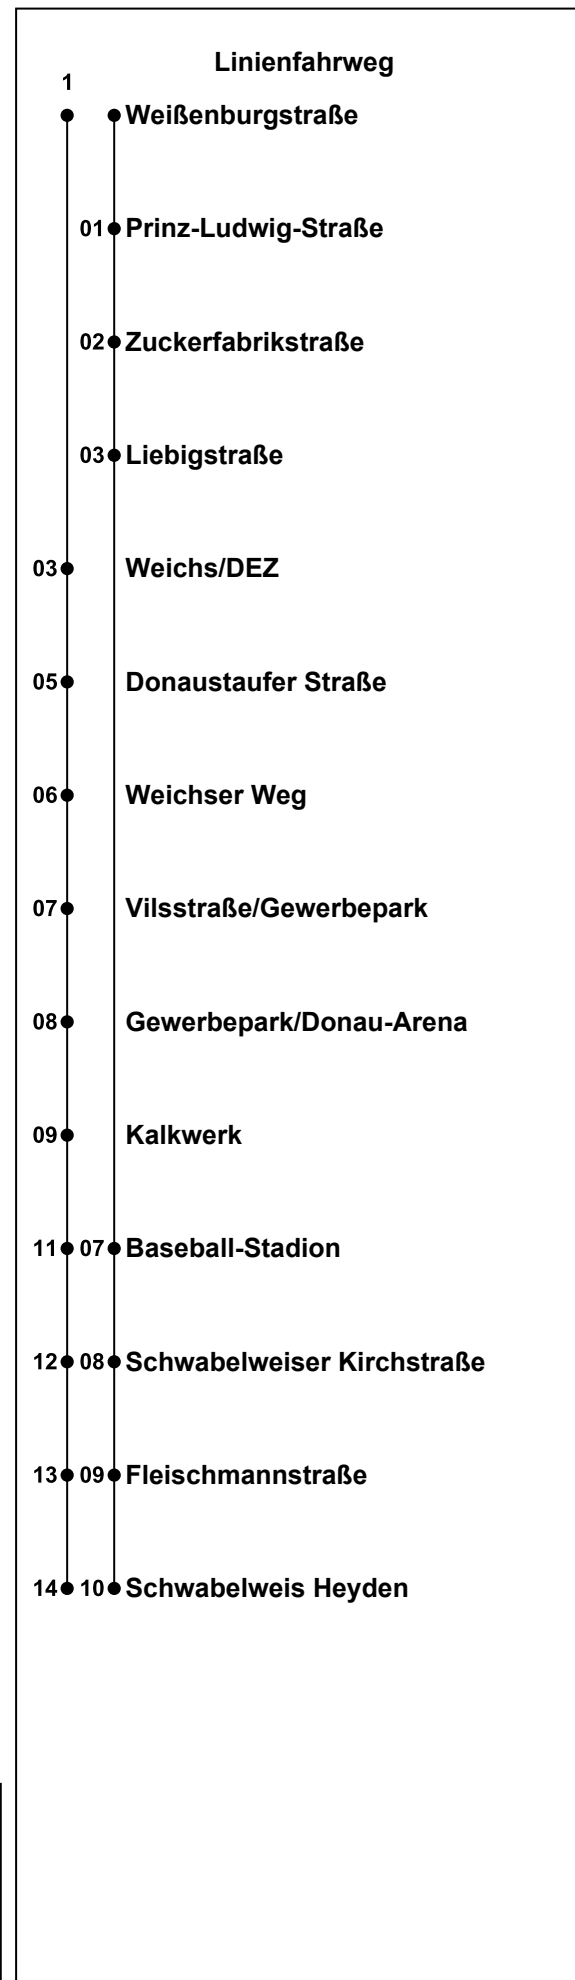 Linienfahrweg
1
Weißenburgstraße
01 Prinz-Ludwig-Straße
02 Zuckerfabrikstraße
03 Liebigstraße
03 Weichs/DEZ
05 Donaustaufer Straße
06 Weichser Weg
07 Vilsstraße/Gewerbepark
08 Gewerbepark/Donau-Arena
09 Kalkwerk
11 07 Baseball-Stadion
12 08 Schwabelweiser Kirchstraße
13 09 Fleischmannstraße
14 10 Schwabelweis Heyden